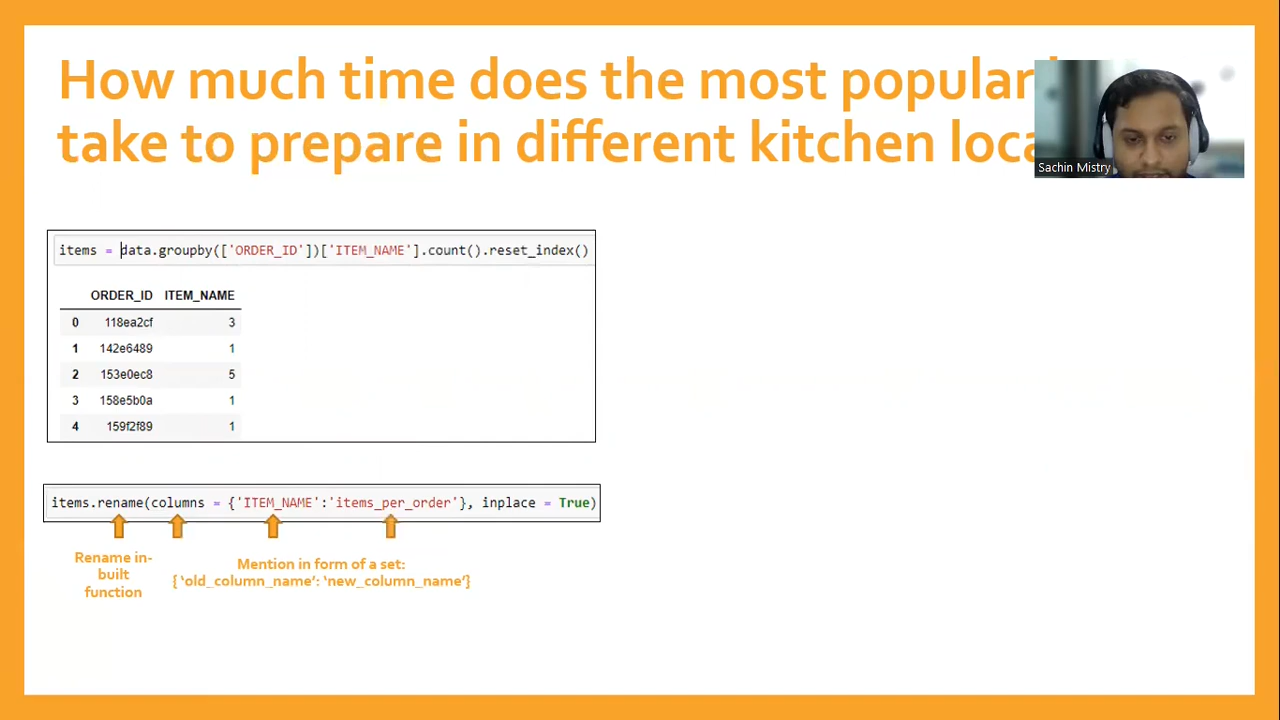 How much time does the most popular
take to prepare in different kitchen loca
Sachin Mistry
items = data.groupby(['ORDER_ID'])['ITEM_NAME'].count().reset_index()
ORDER_ID ITEM_NAME
0 118ea2cf 3
1 142e6489 1
2 153e0ec8 5
3 158e5b0a 1
4 159f2f89 1
items.rename(columns = {'ITEM_NAME':'items_per_order'}, inplace = True)
Rename in-
built
function
Mention in form of a set:
{ ‘old_column_name’: ‘new_column_name’}